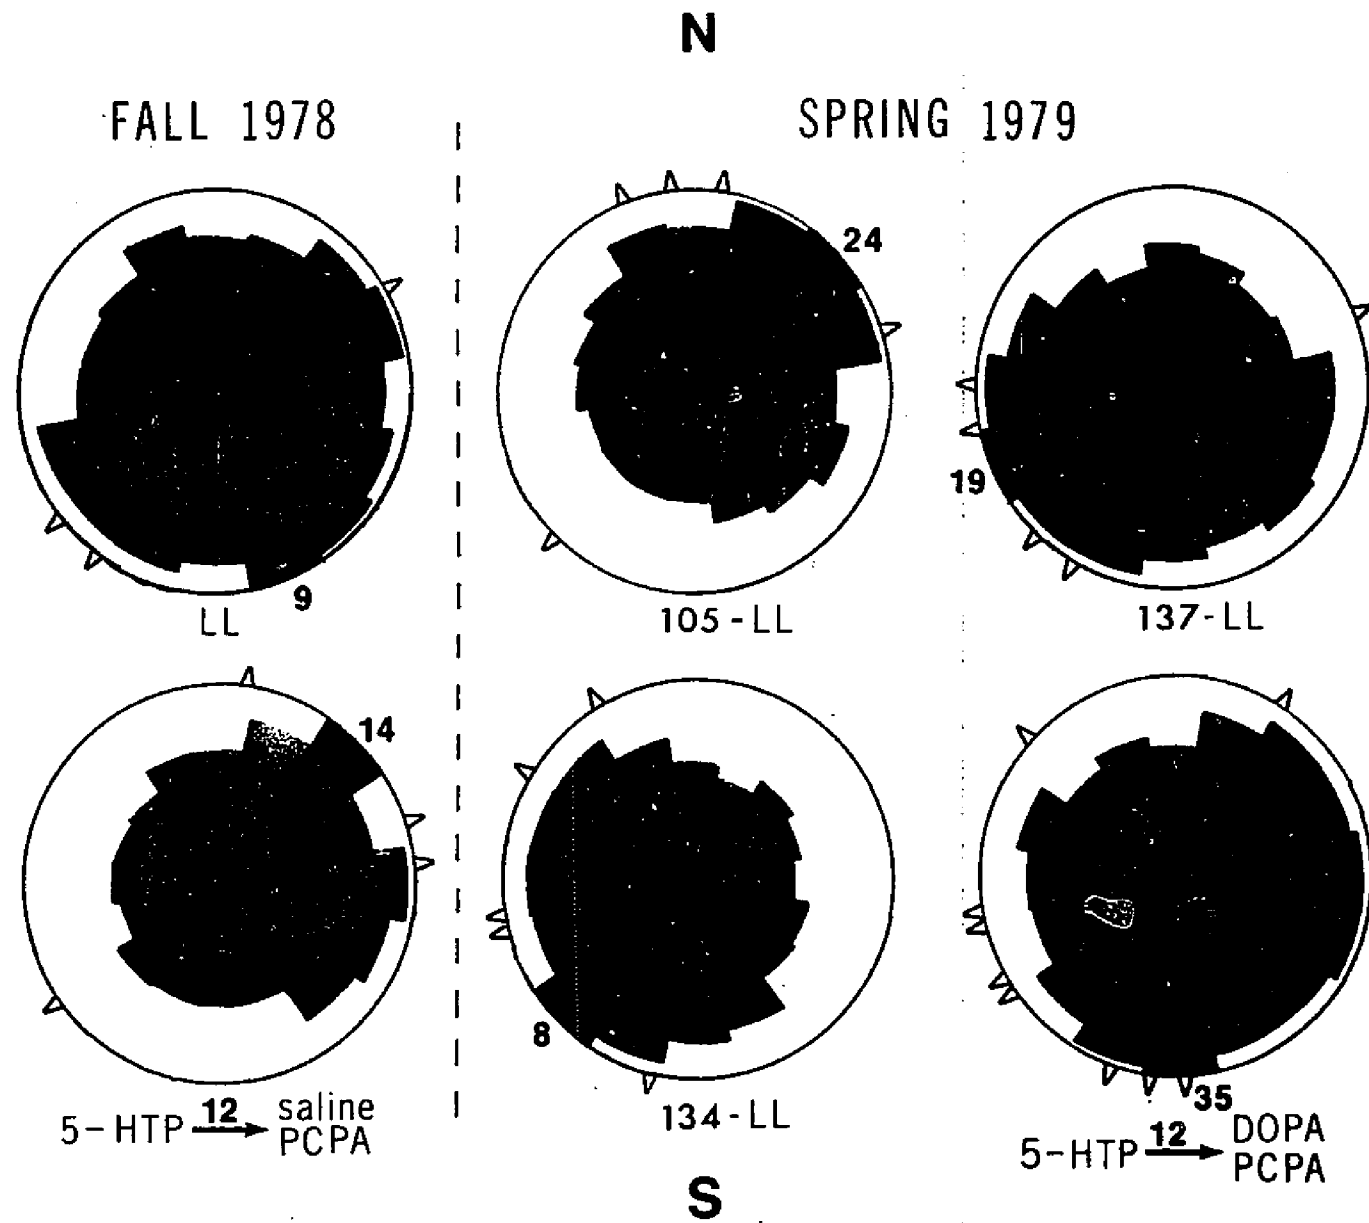 N
FALL 1978
SPRING 1979
24
19
9
LL
105-LL
137-LL
14
8
35
134-LL
5-HTP 12 → saline
PCPA
5-HTP 12 → DOPA
PCPA
S